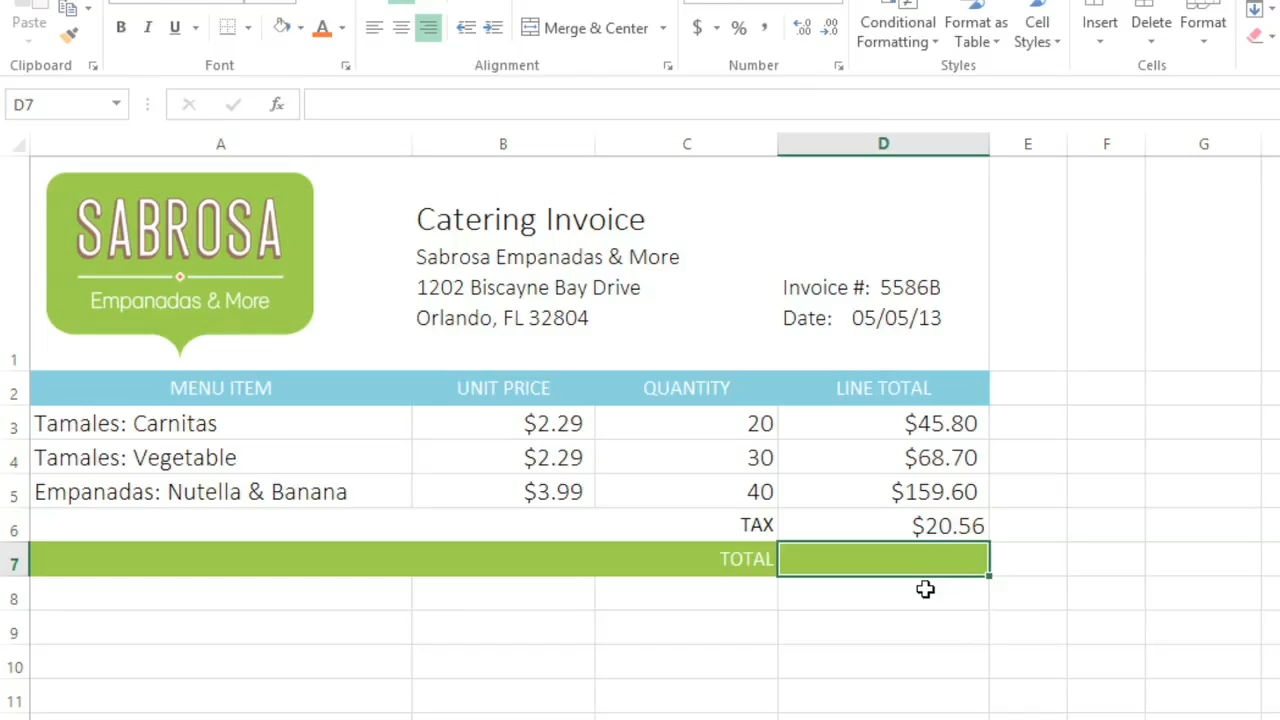 Paste
B I U A
Merge & Center
$ % ,
.00 .00
Conditional Formatting
Format as Table
Cell Styles
Insert Delete Format
Clipboard Font Alignment Number Styles Cells
D7
fx
A B C D E F G
SABROSA
Empanadas & More
Catering Invoice
Sabrosa Empanadas & More
1202 Biscayne Bay Drive
Orlando, FL 32804
Invoice #: 5586B
Date: 05/05/13
1
2 MENU ITEM UNIT PRICE QUANTITY LINE TOTAL
3 Tamales: Carnitas $2.29 20 $45.80
4 Tamales: Vegetable $2.29 30 $68.70
5 Empanadas: Nutella & Banana $3.99 40 $159.60
6 TAX $20.56
7 TOTAL
8
9
10
11